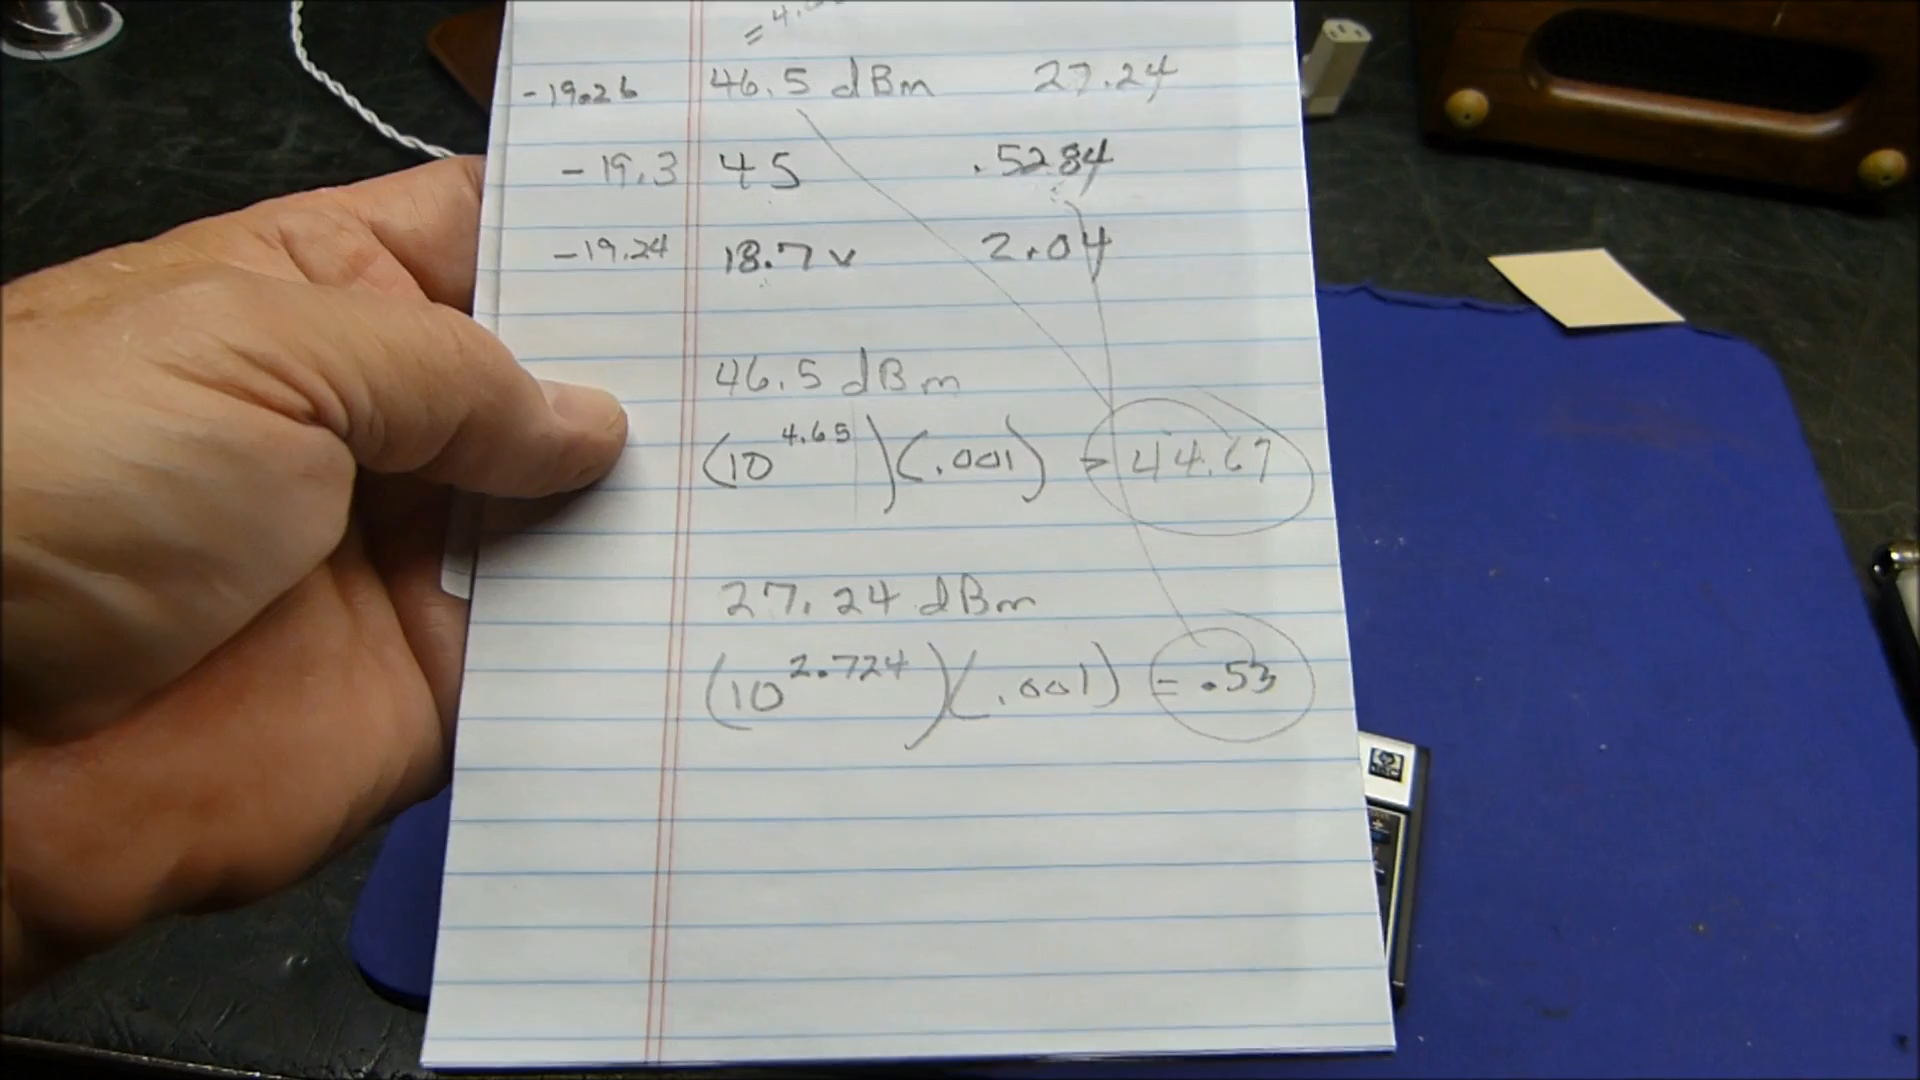 -19.26 46.5 dBm 27.24
-19.3 45 .5284
-19.24 18.7 v 2.04
46.5 dBm
(10^4.65)(.001) = 44.67
27.24 dBm
(10^2.724)(.001) = .53
hp